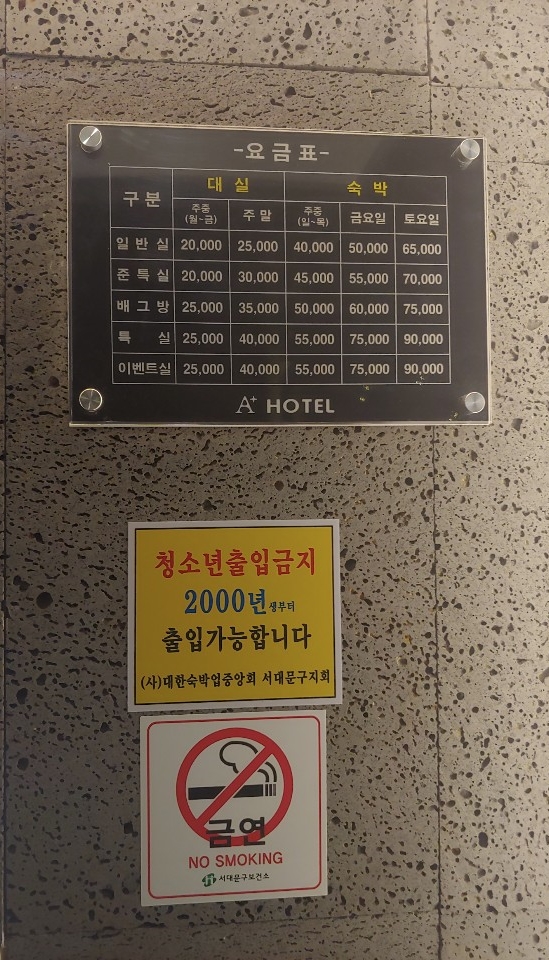 -요금표-
구분 대실 숙박
주중 (월~금) 주말 주중 (일~목) 금요일 토요일
일반실 20,000 25,000 40,000 50,000 65,000
준특실 20,000 30,000 45,000 55,000 70,000
배그방 25,000 35,000 50,000 60,000 75,000
특실 25,000 40,000 55,000 75,000 90,000
이벤트실 25,000 40,000 55,000 75,000 90,000
A+ HOTEL
청소년출입금지
2000년생부터
출입가능합니다
(사)대한숙박업중앙회 서대문구지회
금연
NO SMOKING
서대문구보건소